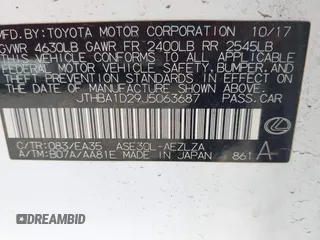 MFD.BY: TOYOTA MOTOR CORPORATION 10/17
GVWR 4630LB GAWR FR 2400LB RR 2545LB
THIS VEHICLE CONFORMS TO ALL APPLICABLE
FEDERAL MOTOR VEHICLE SAFETY, BUMPER,
AND THEFT PREVENTION STANDARDS IN EFFECT
ON THE DATE OF MANUFACTURE SHOWN ABOVE.
JTHBA1D29J5063687 PASS. CAR
C/TR: 083/EA35 ASE30L-AEZLZA
A/TM: B07A/AA81E MADE IN JAPAN 861 A
© DriveBidRide.com